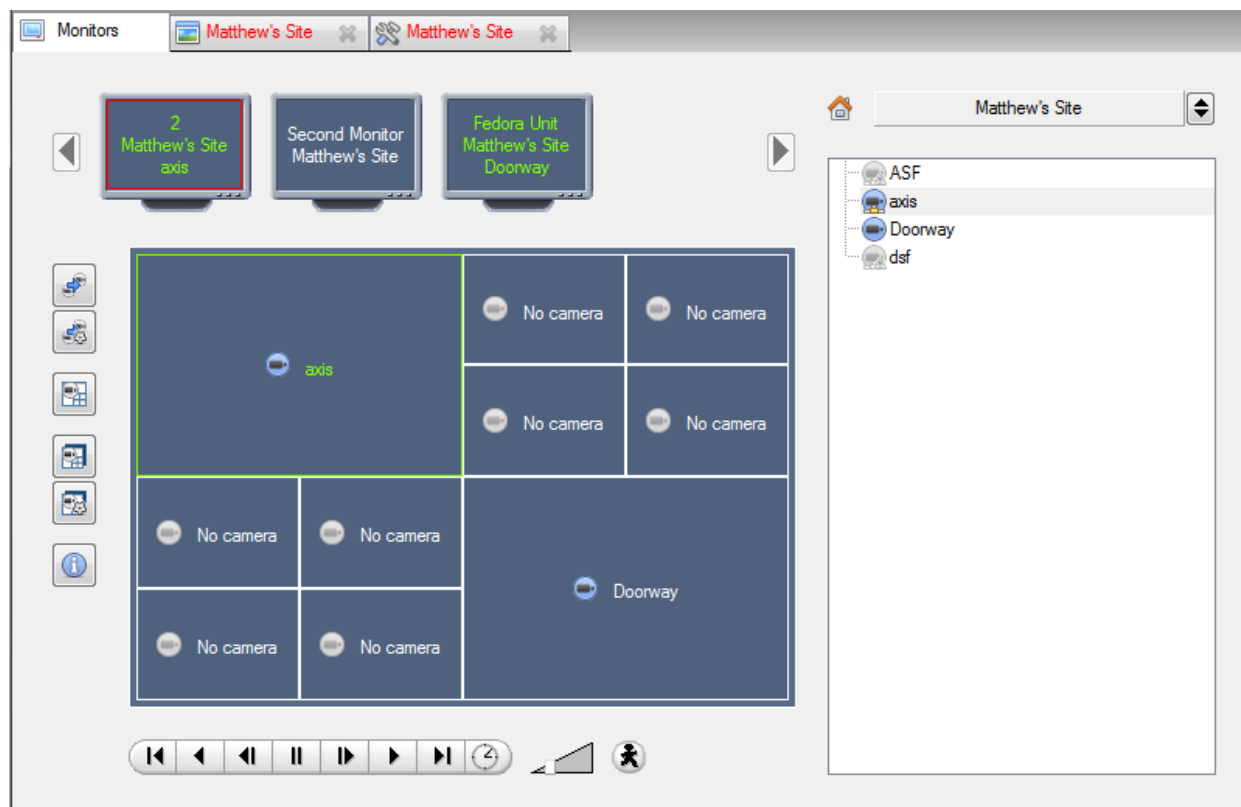 Monitors
Matthew's Site
Matthew's Site
2
Matthew's Site
axis
Second Monitor
Matthew's Site
Fedora Unit
Matthew's Site
Doorway
Matthew's Site
ASF
axis
Doorway
dsf
axis
No camera
No camera
No camera
No camera
No camera
No camera
No camera
No camera
Doorway